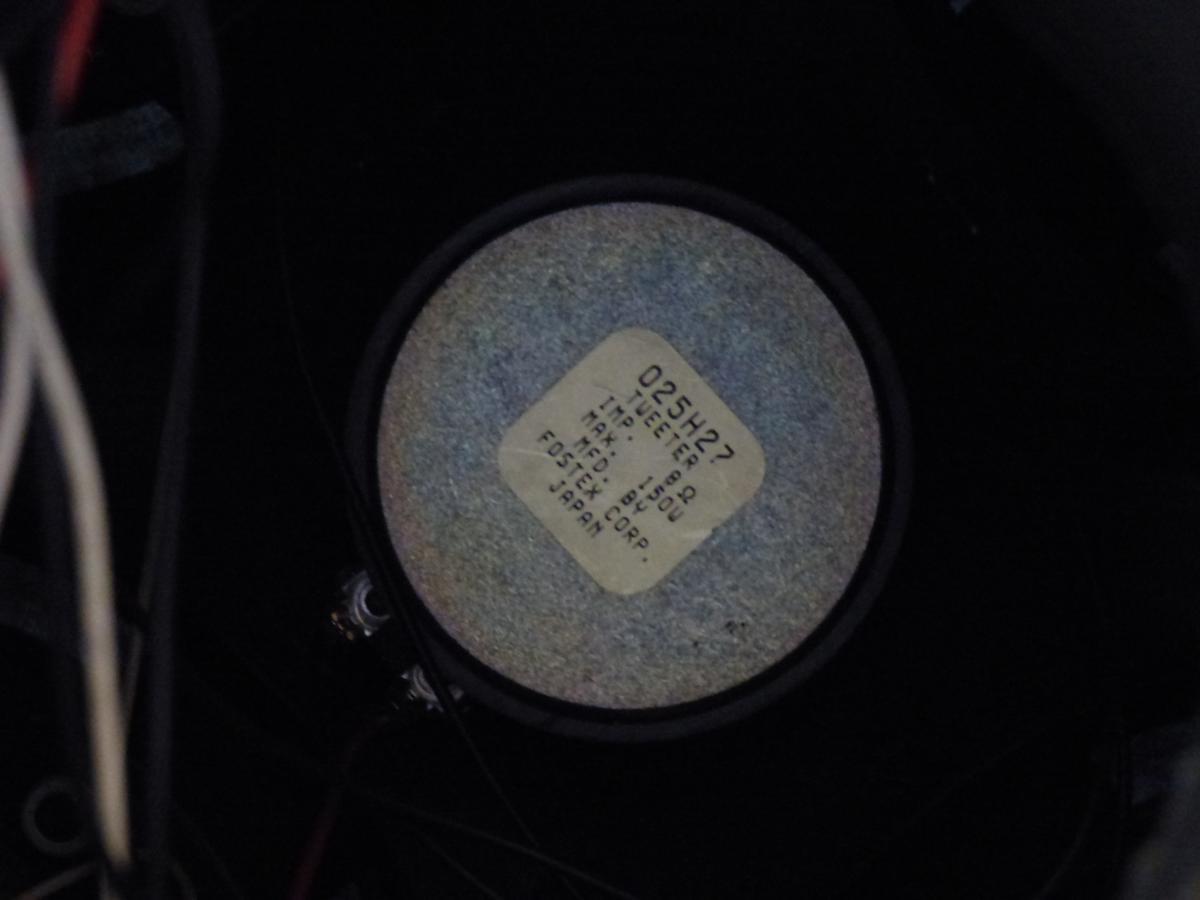 025H27
TWEETER
IMP. 8Ω
MAX. 150W
MFD. BY
FOSTEX CORP.
JAPAN